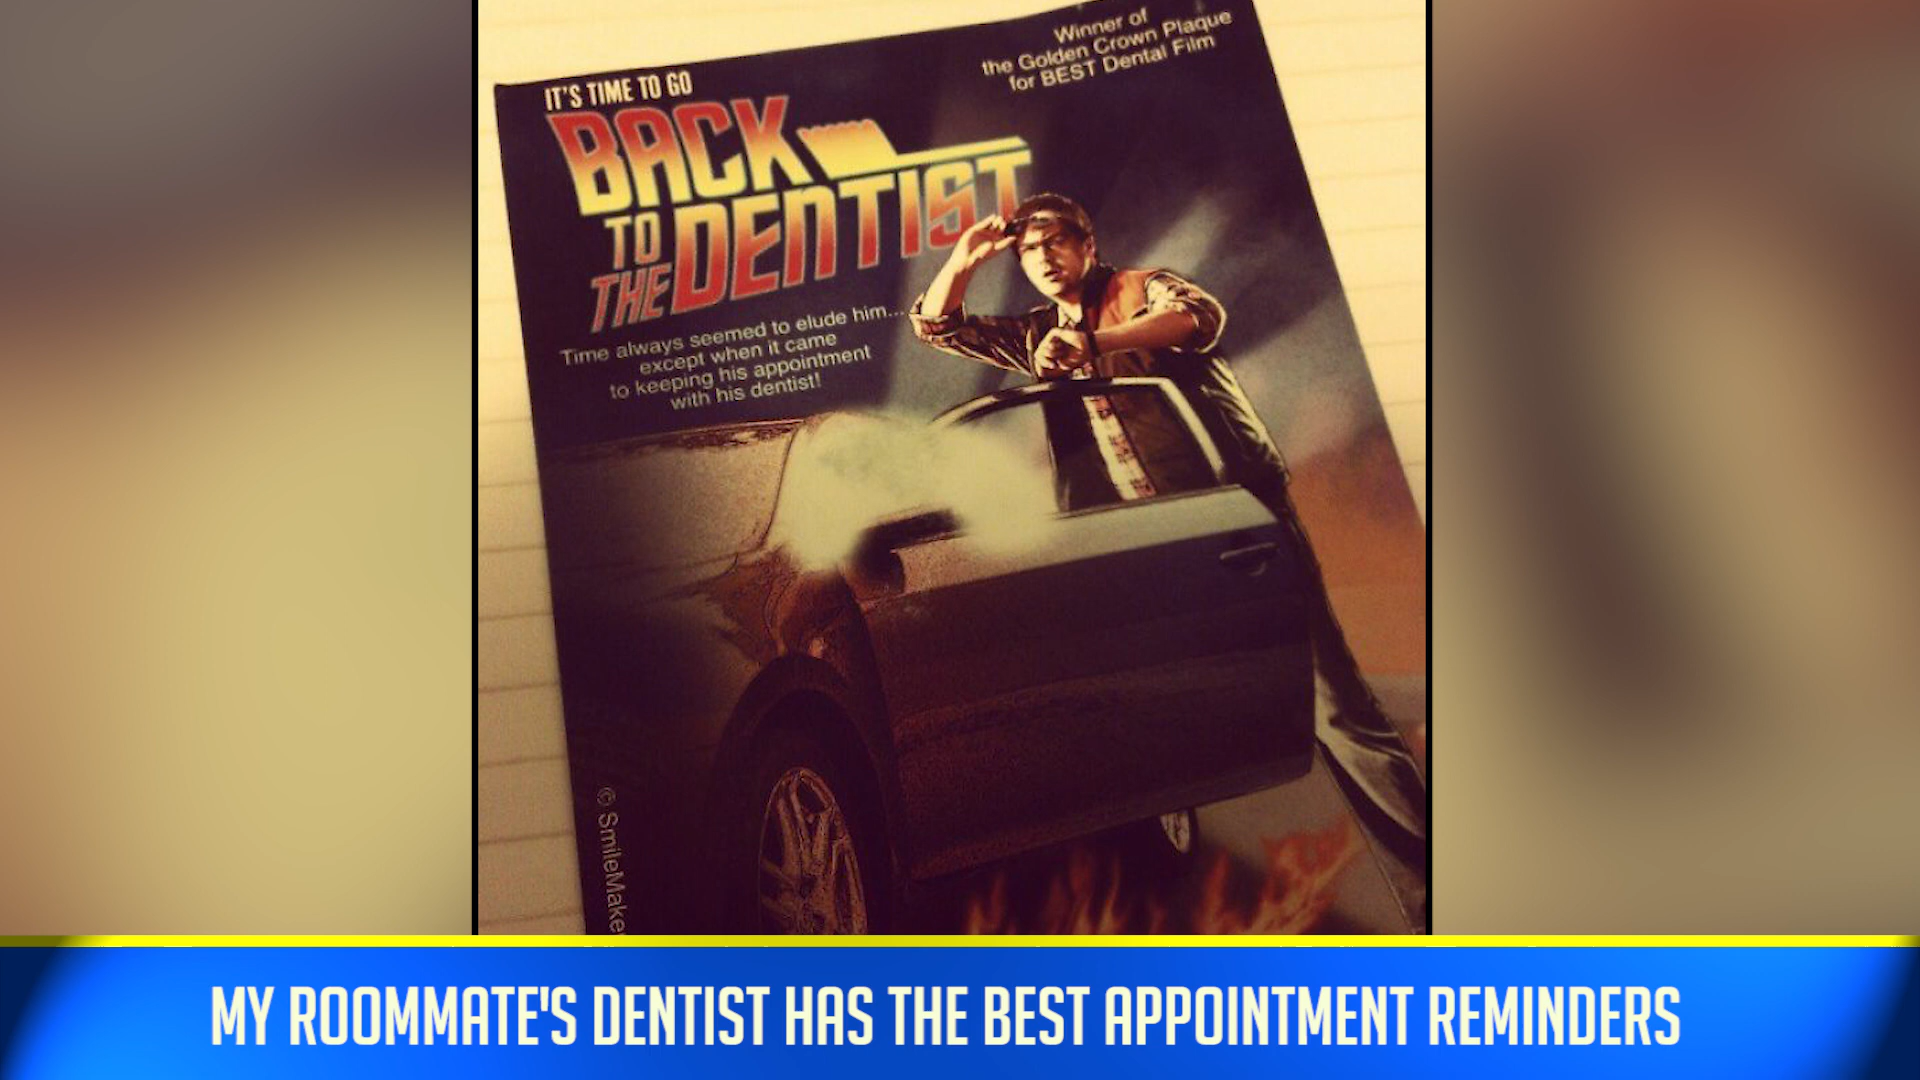 Winner of
the Golden Crown Plaque
for BEST Dental Film
IT'S TIME TO GO
BACK
TO
THE DENTIST
Time always seemed to elude him...
except when it came
to keeping his appointment
with his dentist!
©
MY ROOMMATE'S DENTIST HAS THE BEST APPOINTMENT REMINDERS